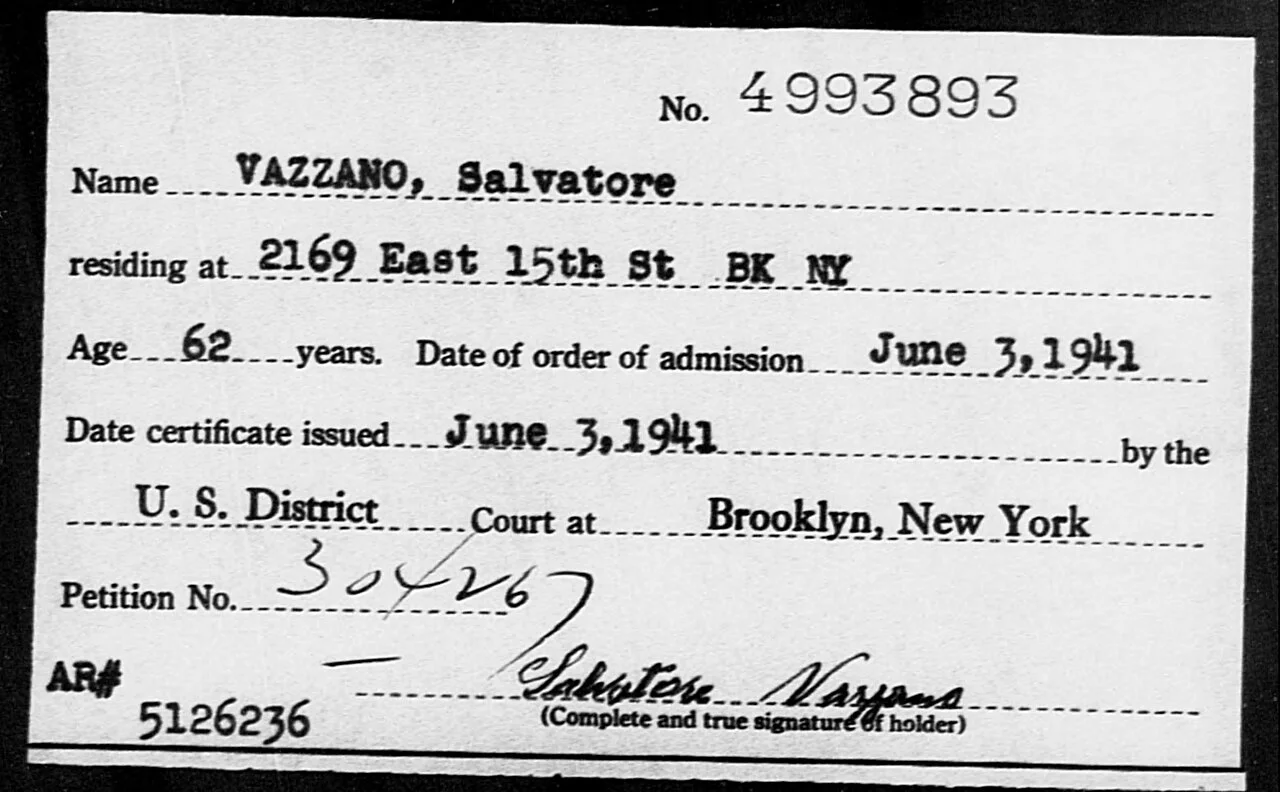 No. 4993893
Name VAZZANO, Salvatore
residing at 2169 East 15th St BK NY
Age 62 years. Date of order of admission June 3,1941
Date certificate issued June 3,1941 by the
U. S. District Court at Brooklyn, New York
Petition No. 304267
AR# Salvatore Vazzano
5126236 (Complete and true signature of holder)